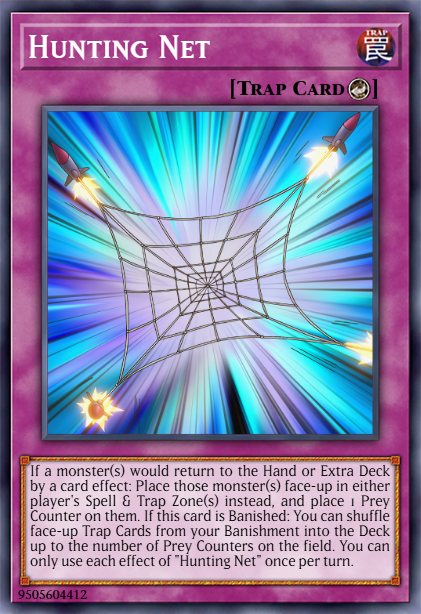 Hunting Net
TRAP
罠
[Trap Card]
If a monster(s) would return to the Hand or Extra Deck
by a card effect: Place those monster(s) face-up in either
player's Spell & Trap Zone(s) instead, and place 1 Prey
Counter on them. If this card is Banished: You can shuffle
face-up Trap Cards from your Banishment into the Deck
up to the number of Prey Counters on the field. You can
only use each effect of "Hunting Net" once per turn.
9505604412